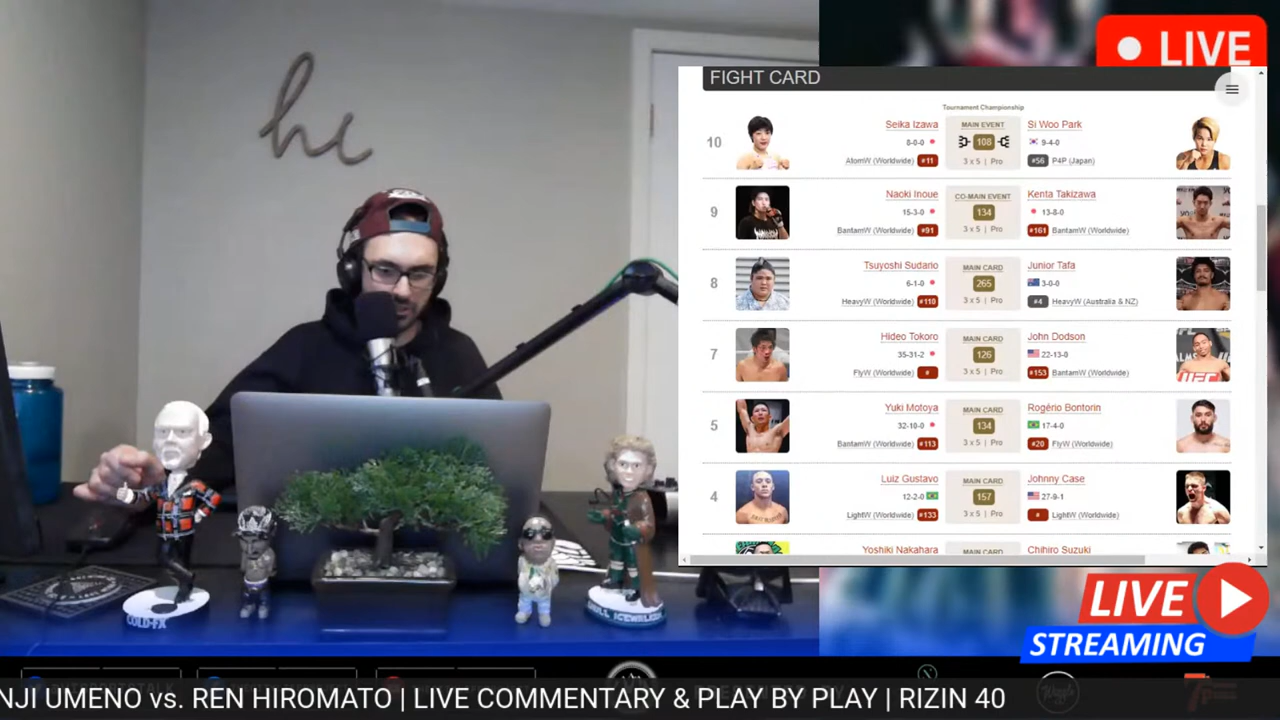 hi
LIVE
FIGHT CARD
Tournament Championship
10
Seika Izawa
MAIN EVENT
Si Woo Park
8-0-0
108
9-4-0
AtomW (Worldwide) #11
3 x 5 | Pro
#56 P4P (Japan)
9
Naoki Inoue
CO-MAIN EVENT
Kenta Takizawa
15-3-0
134
13-8-0
BantamW (Worldwide) #91
3 x 5 | Pro
#161 BantamW (Worldwide)
8
Tsuyoshi Sudario
MAIN CARD
Junior Tafa
6-1-0
265
3-0-0
HeavyW (Worldwide) #110
3 x 5 | Pro
#4 HeavyW (Australia & NZ)
7
Hideo Tokoro
MAIN CARD
John Dodson
35-31-2
126
22-13-0
FlyW (Worldwide) #
3 x 5 | Pro
#153 BantamW (Worldwide)
UFC
5
Yuki Motoya
MAIN CARD
Rogério Bontorin
32-10-0
134
17-4-0
BantamW (Worldwide) #113
3 x 5 | Pro
#20 FlyW (Worldwide)
4
Luiz Gustavo
MAIN CARD
Johnny Case
12-2-0
157
27-9-1
LightW (Worldwide) #133
3 x 5 | Pro
# LightW (Worldwide)
Yoshiki Nakahara
MAIN CARD
Chihiro Suzuki
COLD-FX
LIVE
STREAMING
NJI UMENO vs. REN HIROMATO | LIVE COMMENTARY & PLAY BY PLAY | RIZIN 40